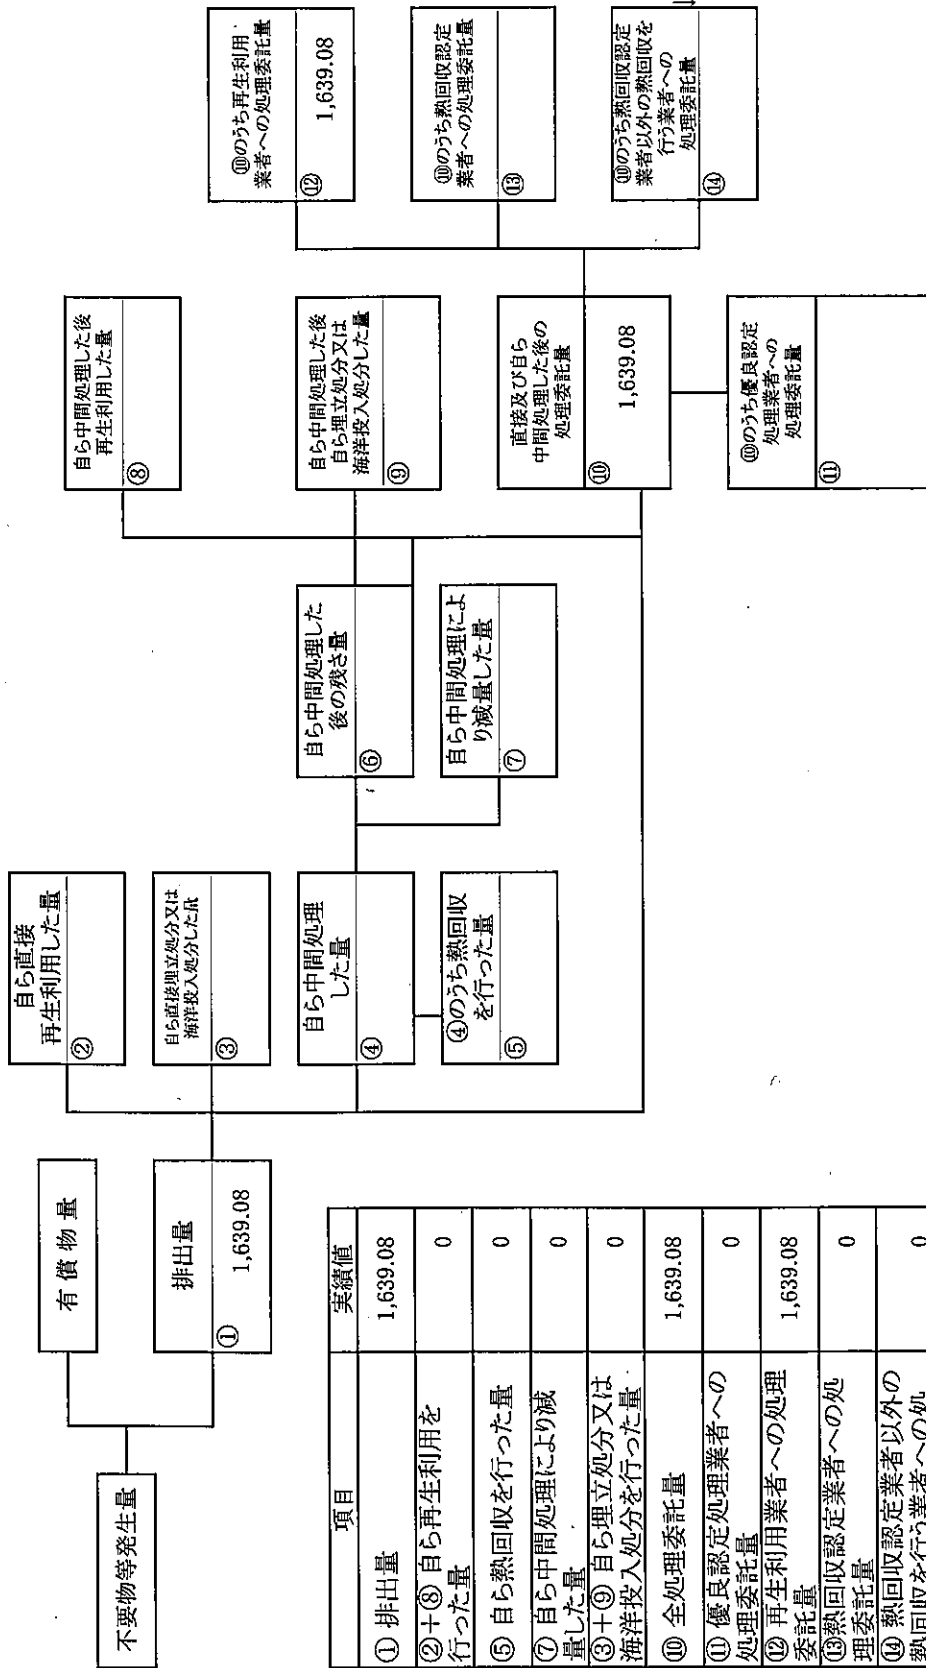 不要物等発生量
有償物量
排出量
①
1,639.08
自ら直接
再生利用した量
②
自ら直接埋立処分又は
海洋投入処分した量
③
自ら中間処理
した量
④
④のうち熱回収
を行った量
⑤
自ら中間処理した
後の残さ量
⑥
自ら中間処理によ
り減量した量
⑦
自ら中間処理した後
再生利用した量
⑧
自ら中間処理した後
自ら埋立処分又は
海洋投入処分した量
⑨
直接及び自ら
中間処理した後の
処理委託量
⑩
1,639.08
⑩のうち優良認定
処理業者への
処理委託量
⑪
⑩のうち再生利用
業者への処理委託量
⑫
1,639.08
⑩のうち熱回収認定
業者への処理委託量
⑬
⑩のうち熱回収認定
業者以外の熱回収を
行う業者への
処理委託量
⑭
項目 実績値
①排出量 1,639.08
②+⑧ 自ら再生利用を
行った量 0
⑤ 自ら熱回収を行った量 0
⑦ 自ら中間処理により減
量した量 0
③+⑨ 自ら埋立処分又は
海洋投入処分を行った量 0
⑩ 全処理委託量 1,639.08
⑪ 優良認定処理業者への
処理委託量 0
⑫ 再生利用業者への処理
委託量 1,639.08
⑬熱回収認定業者への処
理委託量 0
⑭ 熱回収認定業者以外の
熱回収を行う業者への処 0